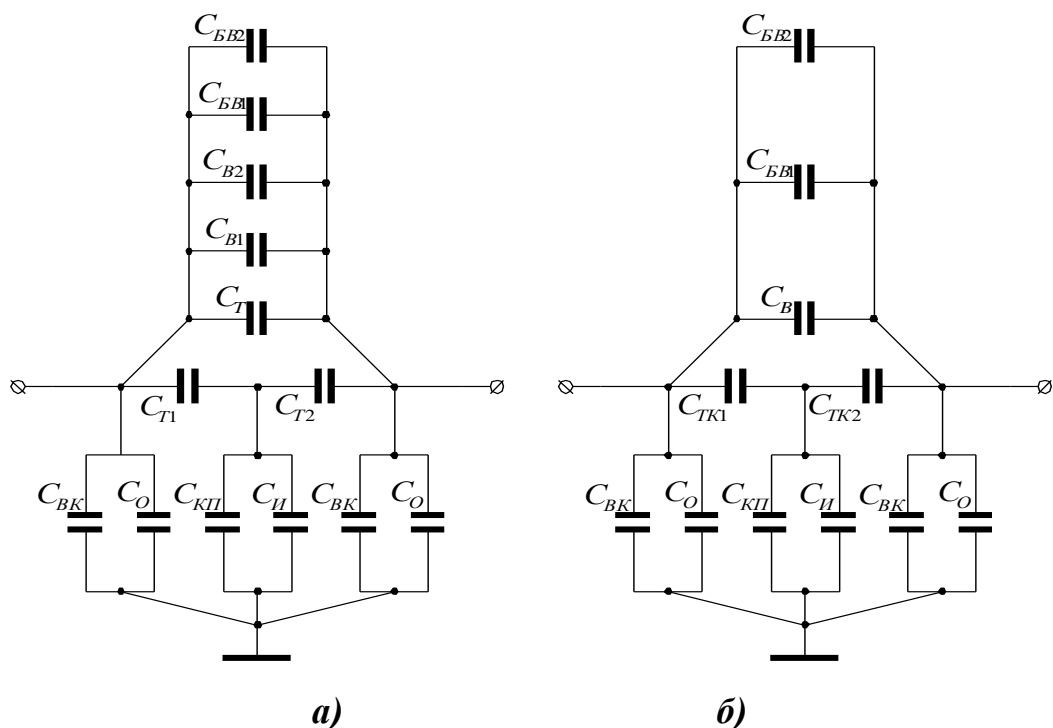 C_БВ2
C_БВ2
C_БВ1
C_В2
C_БВ1
C_В1
C_Т
C_В
C_Т1
C_Т2
C_ТК1
C_ТК2
C_ВК
C_О
C_КП
C_И
C_ВК
C_О
C_ВК
C_О
C_КП
C_И
C_ВК
C_О
а)
б)